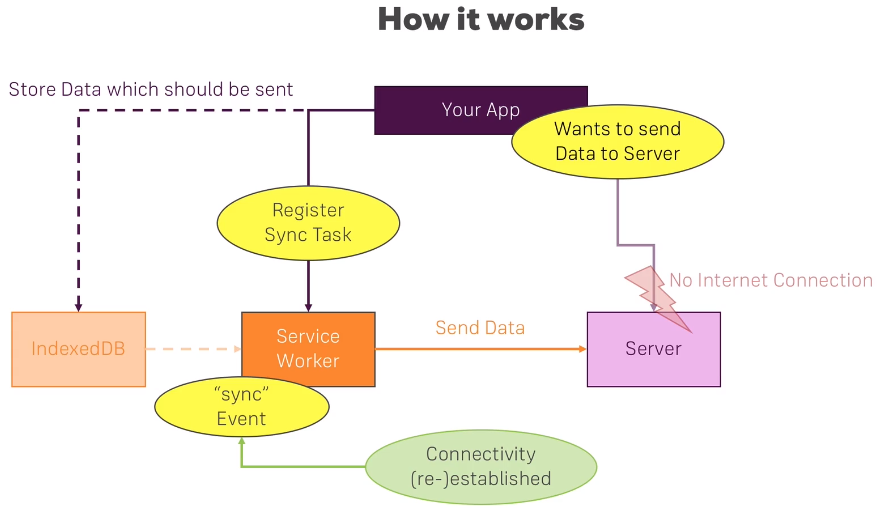 How it works
Store Data which should be sent
Your App
Wants to send
Data to Server
Register
Sync Task
No Internet Connection
IndexedDB
Service
Worker
Send Data
Server
“sync”
Event
Connectivity
(re-)established